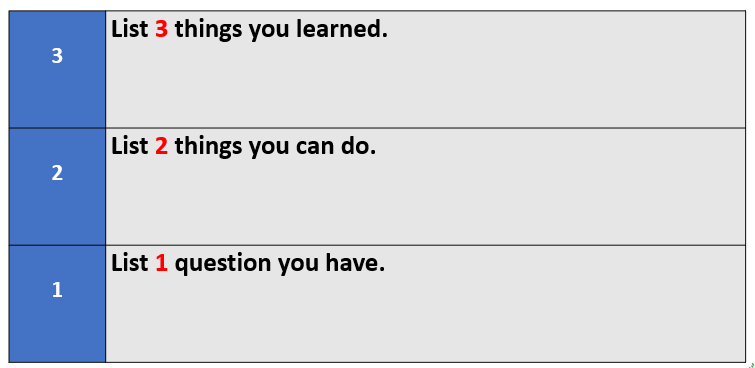 3
List 3 things you learned.
2
List 2 things you can do.
1
List 1 question you have.